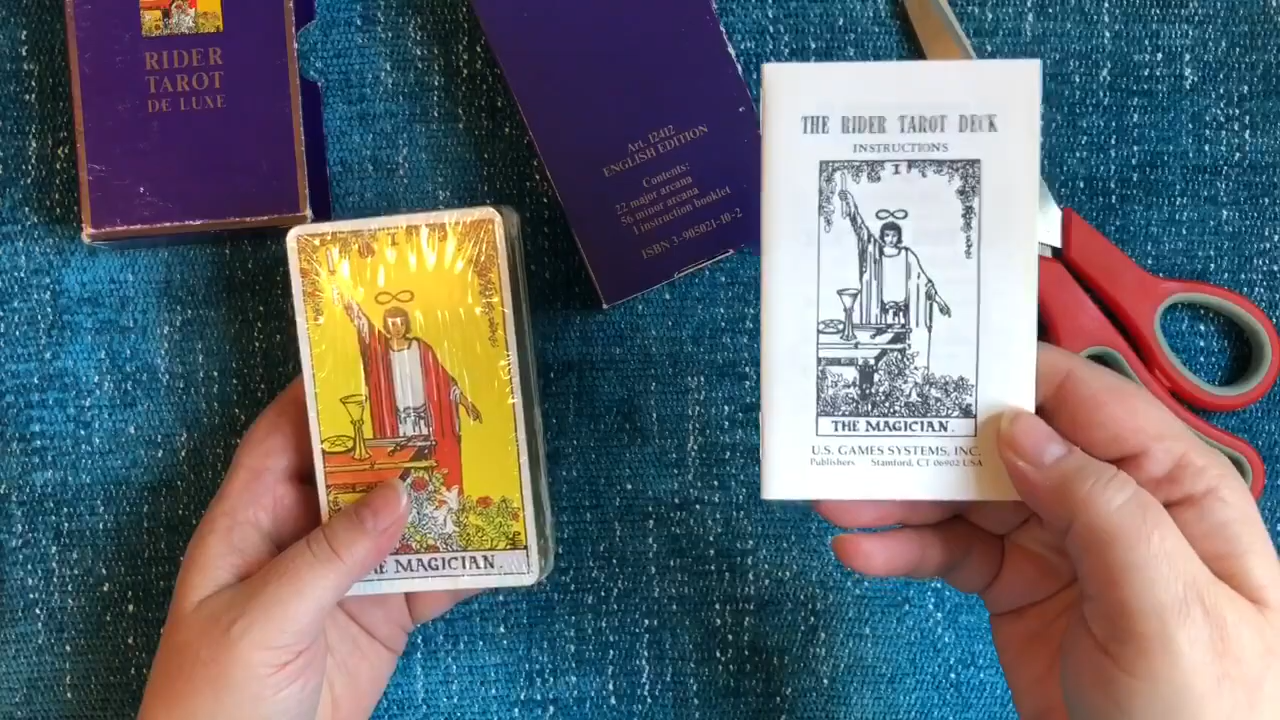 RIDER
TAROT
DE LUXE
Art. 12412
ENGLISH EDITION
Contents:
22 major arcana
56 minor arcana
1 instruction booklet
ISBN 3-905021-10-2
THE RIDER TAROT DECK
INSTRUCTIONS
I
THE MAGICIAN.
U.S. GAMES SYSTEMS, INC.
Publishers Stamford, CT 06902 USA
I
THE MAGICIAN.